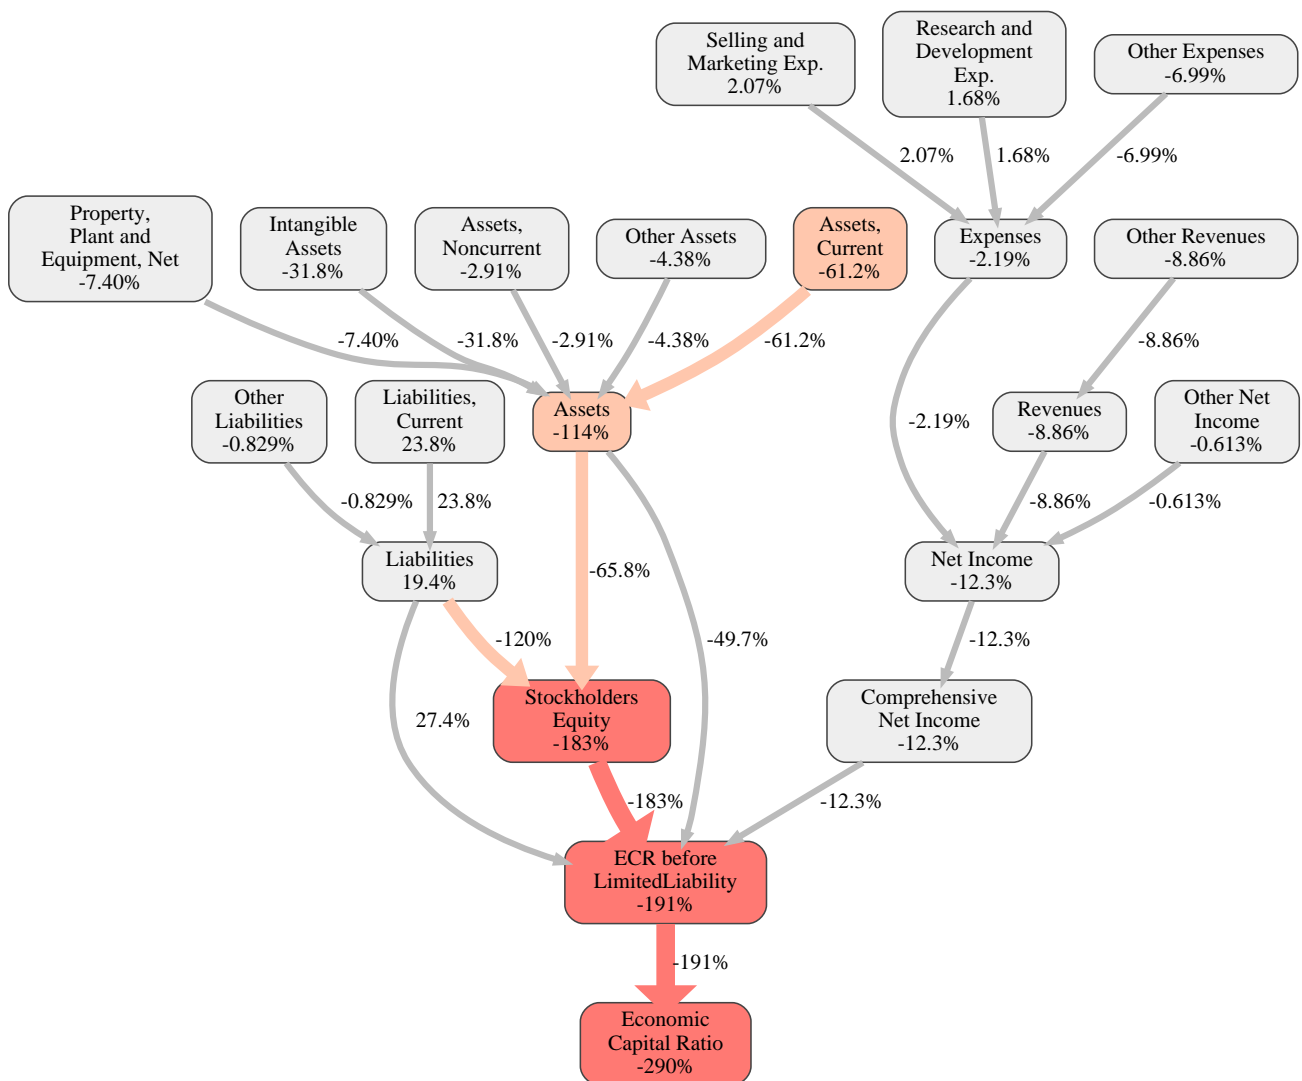 Selling and
Marketing Exp.
2.07%
Research and
Development
Exp.
1.68%
Other Expenses
-6.99%
2.07%
1.68%
-6.99%
Property,
Plant and
Equipment, Net
-7.40%
Intangible
Assets
-31.8%
Assets,
Noncurrent
-2.91%
Other Assets
-4.38%
Assets,
Current
-61.2%
Expenses
-2.19%
Other Revenues
-8.86%
-7.40%
-31.8%
-2.91%
-4.38%
-61.2%
-8.86%
Other
Liabilities
-0.829%
Liabilities,
Current
23.8%
Assets
-114%
-2.19%
Revenues
-8.86%
Other Net
Income
-0.613%
-0.829%
23.8%
-8.86%
-0.613%
Liabilities
19.4%
-65.8%
Net Income
-12.3%
-120%
-49.7%
-12.3%
27.4%
Stockholders
Equity
-183%
Comprehensive
Net Income
-12.3%
-183%
-12.3%
ECR before
LimitedLiability
-191%
-191%
Economic
Capital Ratio
-290%